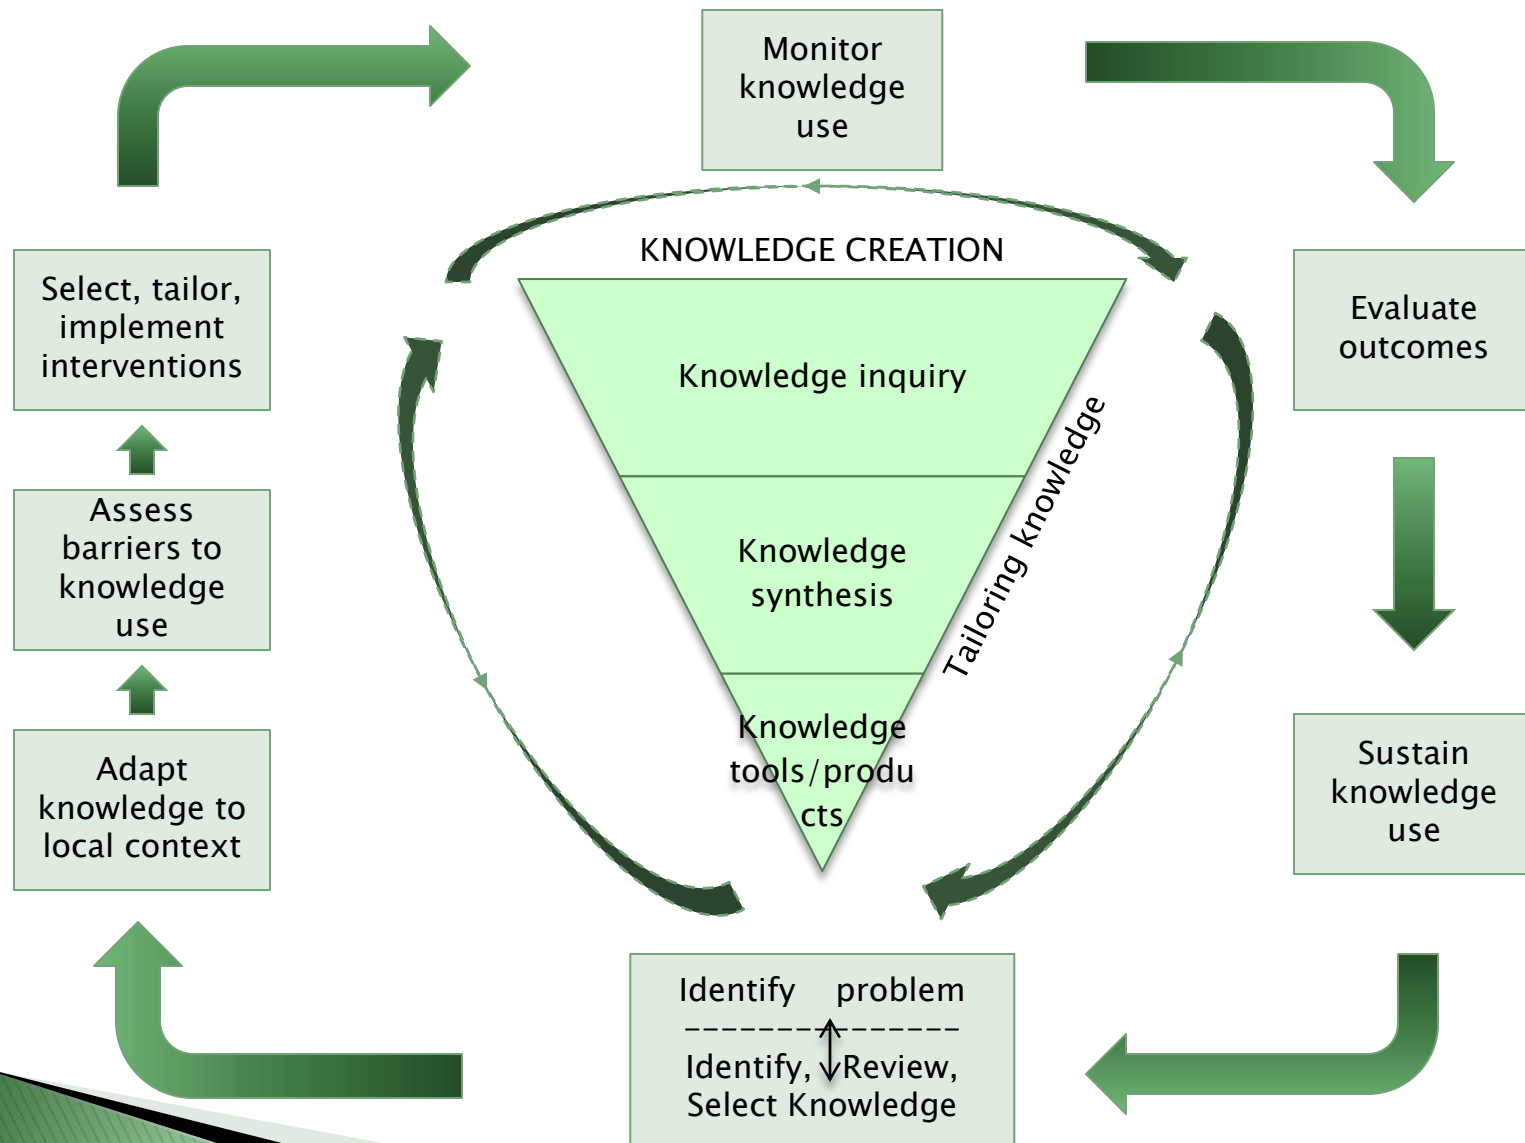 Monitor
knowledge
use
KNOWLEDGE CREATION
Select, tailor,
implement
interventions
Evaluate
outcomes
Knowledge inquiry
Tailoring knowledge
Assess
barriers to
knowledge
use
Knowledge
synthesis
Knowledge
tools/produ
cts
Adapt
knowledge to
local context
Sustain
knowledge
use
Identify problem
---------------
Identify, Review,
Select Knowledge